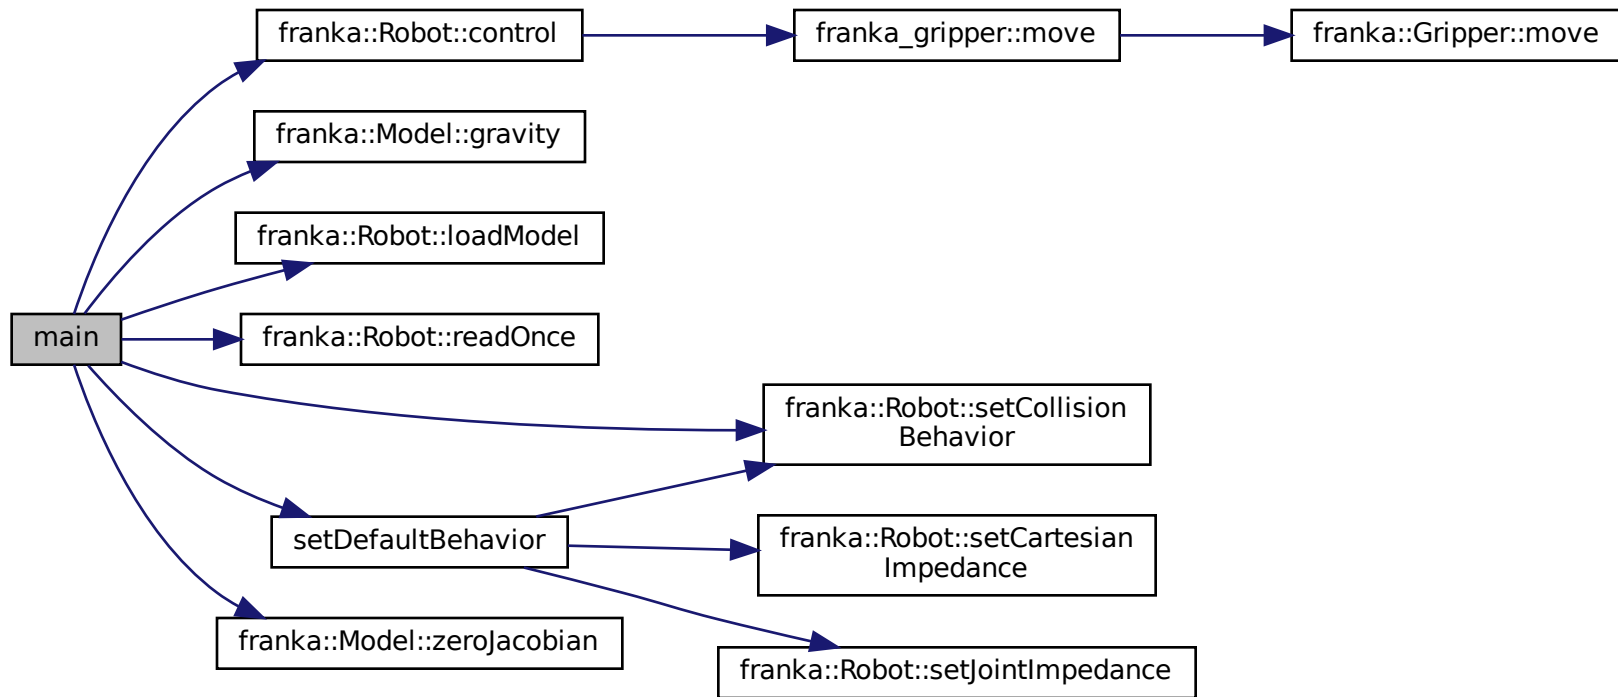 franka::Robot::control
franka_gripper::move
franka::Gripper::move
franka::Model::gravity
franka::Robot::loadModel
main
franka::Robot::readOnce
franka::Robot::setCollision
Behavior
setDefaultBehavior
franka::Robot::setCartesian
Impedance
franka::Model::zeroJacobian
franka::Robot::setJointImpedance